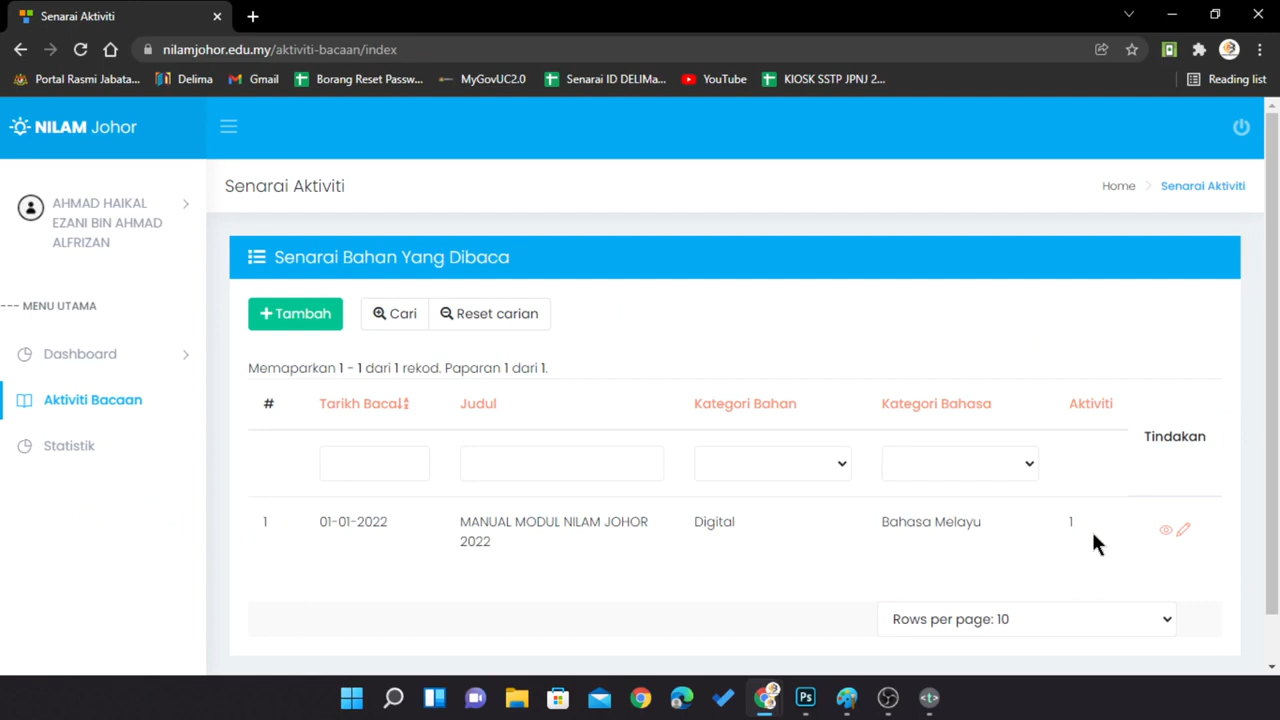 Senarai Aktiviti
nilamjohor.edu.my/aktiviti-bacaan/index
Portal Rasmi Jabata... Delima Gmail Borang Reset Passw... MyGovUC2.0 Senarai ID DELIMa... YouTube KIOSK SSTP JPNJ 2... Reading list
NILAM Johor
Senarai Aktiviti
Home Senarai Aktiviti
AHMAD HAIKAL
EZANI BIN AHMAD
ALFRIZAN
--- MENU UTAMA
Dashboard
Aktiviti Bacaan
Statistik
Senarai Bahan Yang Dibaca
Tambah Cari Reset carian
Memaparkan 1 - 1 dari 1 rekod. Paparan 1 dari 1.
# Tarikh Baca Judul Kategori Bahan Kategori Bahasa Aktiviti
Tindakan
1 01-01-2022 MANUAL MODUL NILAM JOHOR Digital Bahasa Melayu 1
2022
Rows per page: 10
Ps